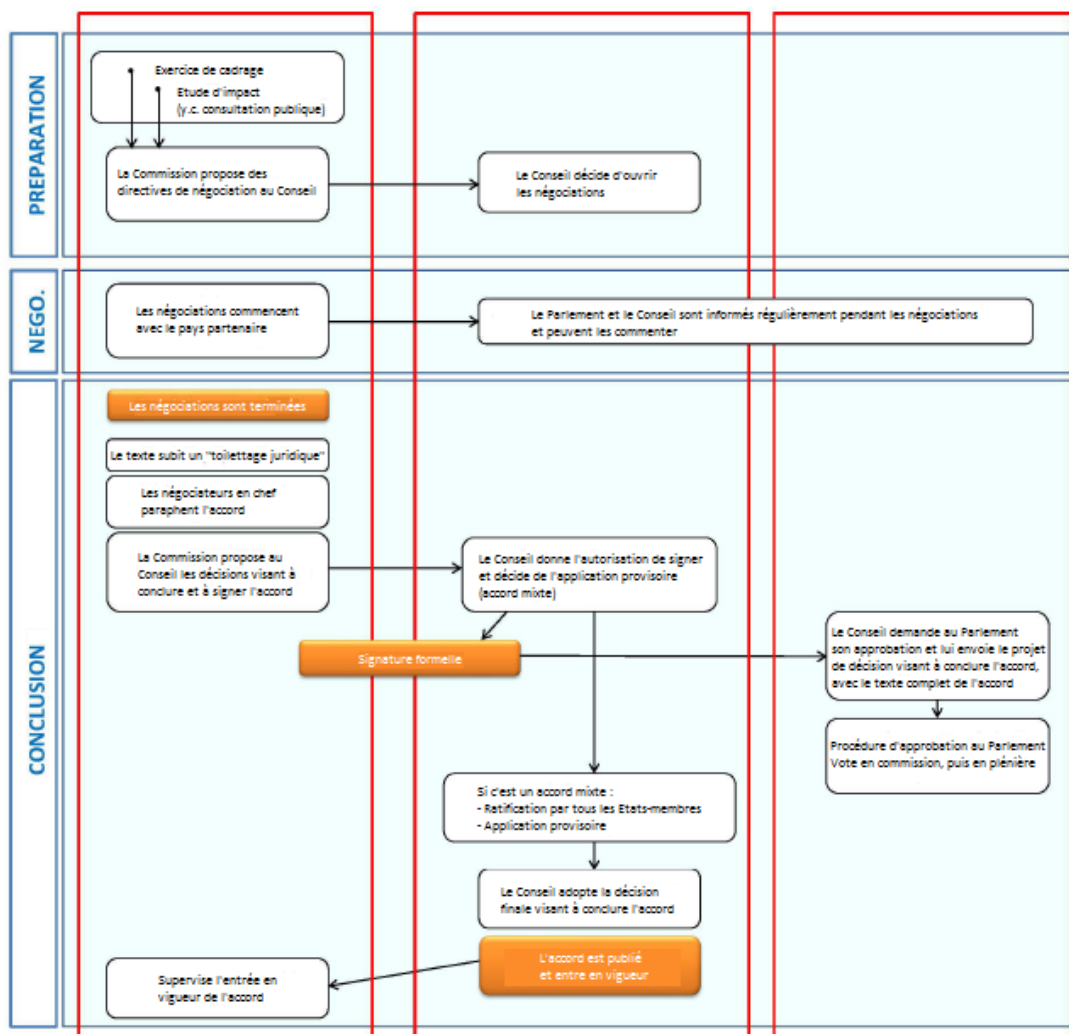 PREPARATION
Exercice de cadrage
Etude d'impact
(y.c. consultation publique)
La Commission propose des
directives de négociation au Conseil
Le Conseil décide d'ouvrir
les négociations
NEGO.
Les négociations commencent
avec le pays partenaire
Le Parlement et le Conseil sont informés régulièrement pendant les négociations
et peuvent les commenter
CONCLUSION
Les négociations sont terminées
Le texte subit un "toilettage juridique"
Les négociateurs en chef
paraphent l'accord
La Commission propose au
Conseil les décisions visant à
conclure et à signer l'accord
Le Conseil donne l'autorisation de signer
et décide de l'application provisoire
(accord mixte)
Signature formelle
Le Conseil demande au Parlement
son approbation et lui envoie le projet
de décision visant à conclure l'accord,
avec le texte complet de l'accord
Procédure d'approbation au Parlement
Vote en commission, puis en plénière
Si c'est un accord mixte :
- Ratification par tous les Etats-membres
- Application provisoire
Le Conseil adopte la décision
finale visant à conclure l'accord
L'accord est publié
et entre en vigueur
Supervise l'entrée en
vigueur de l'accord